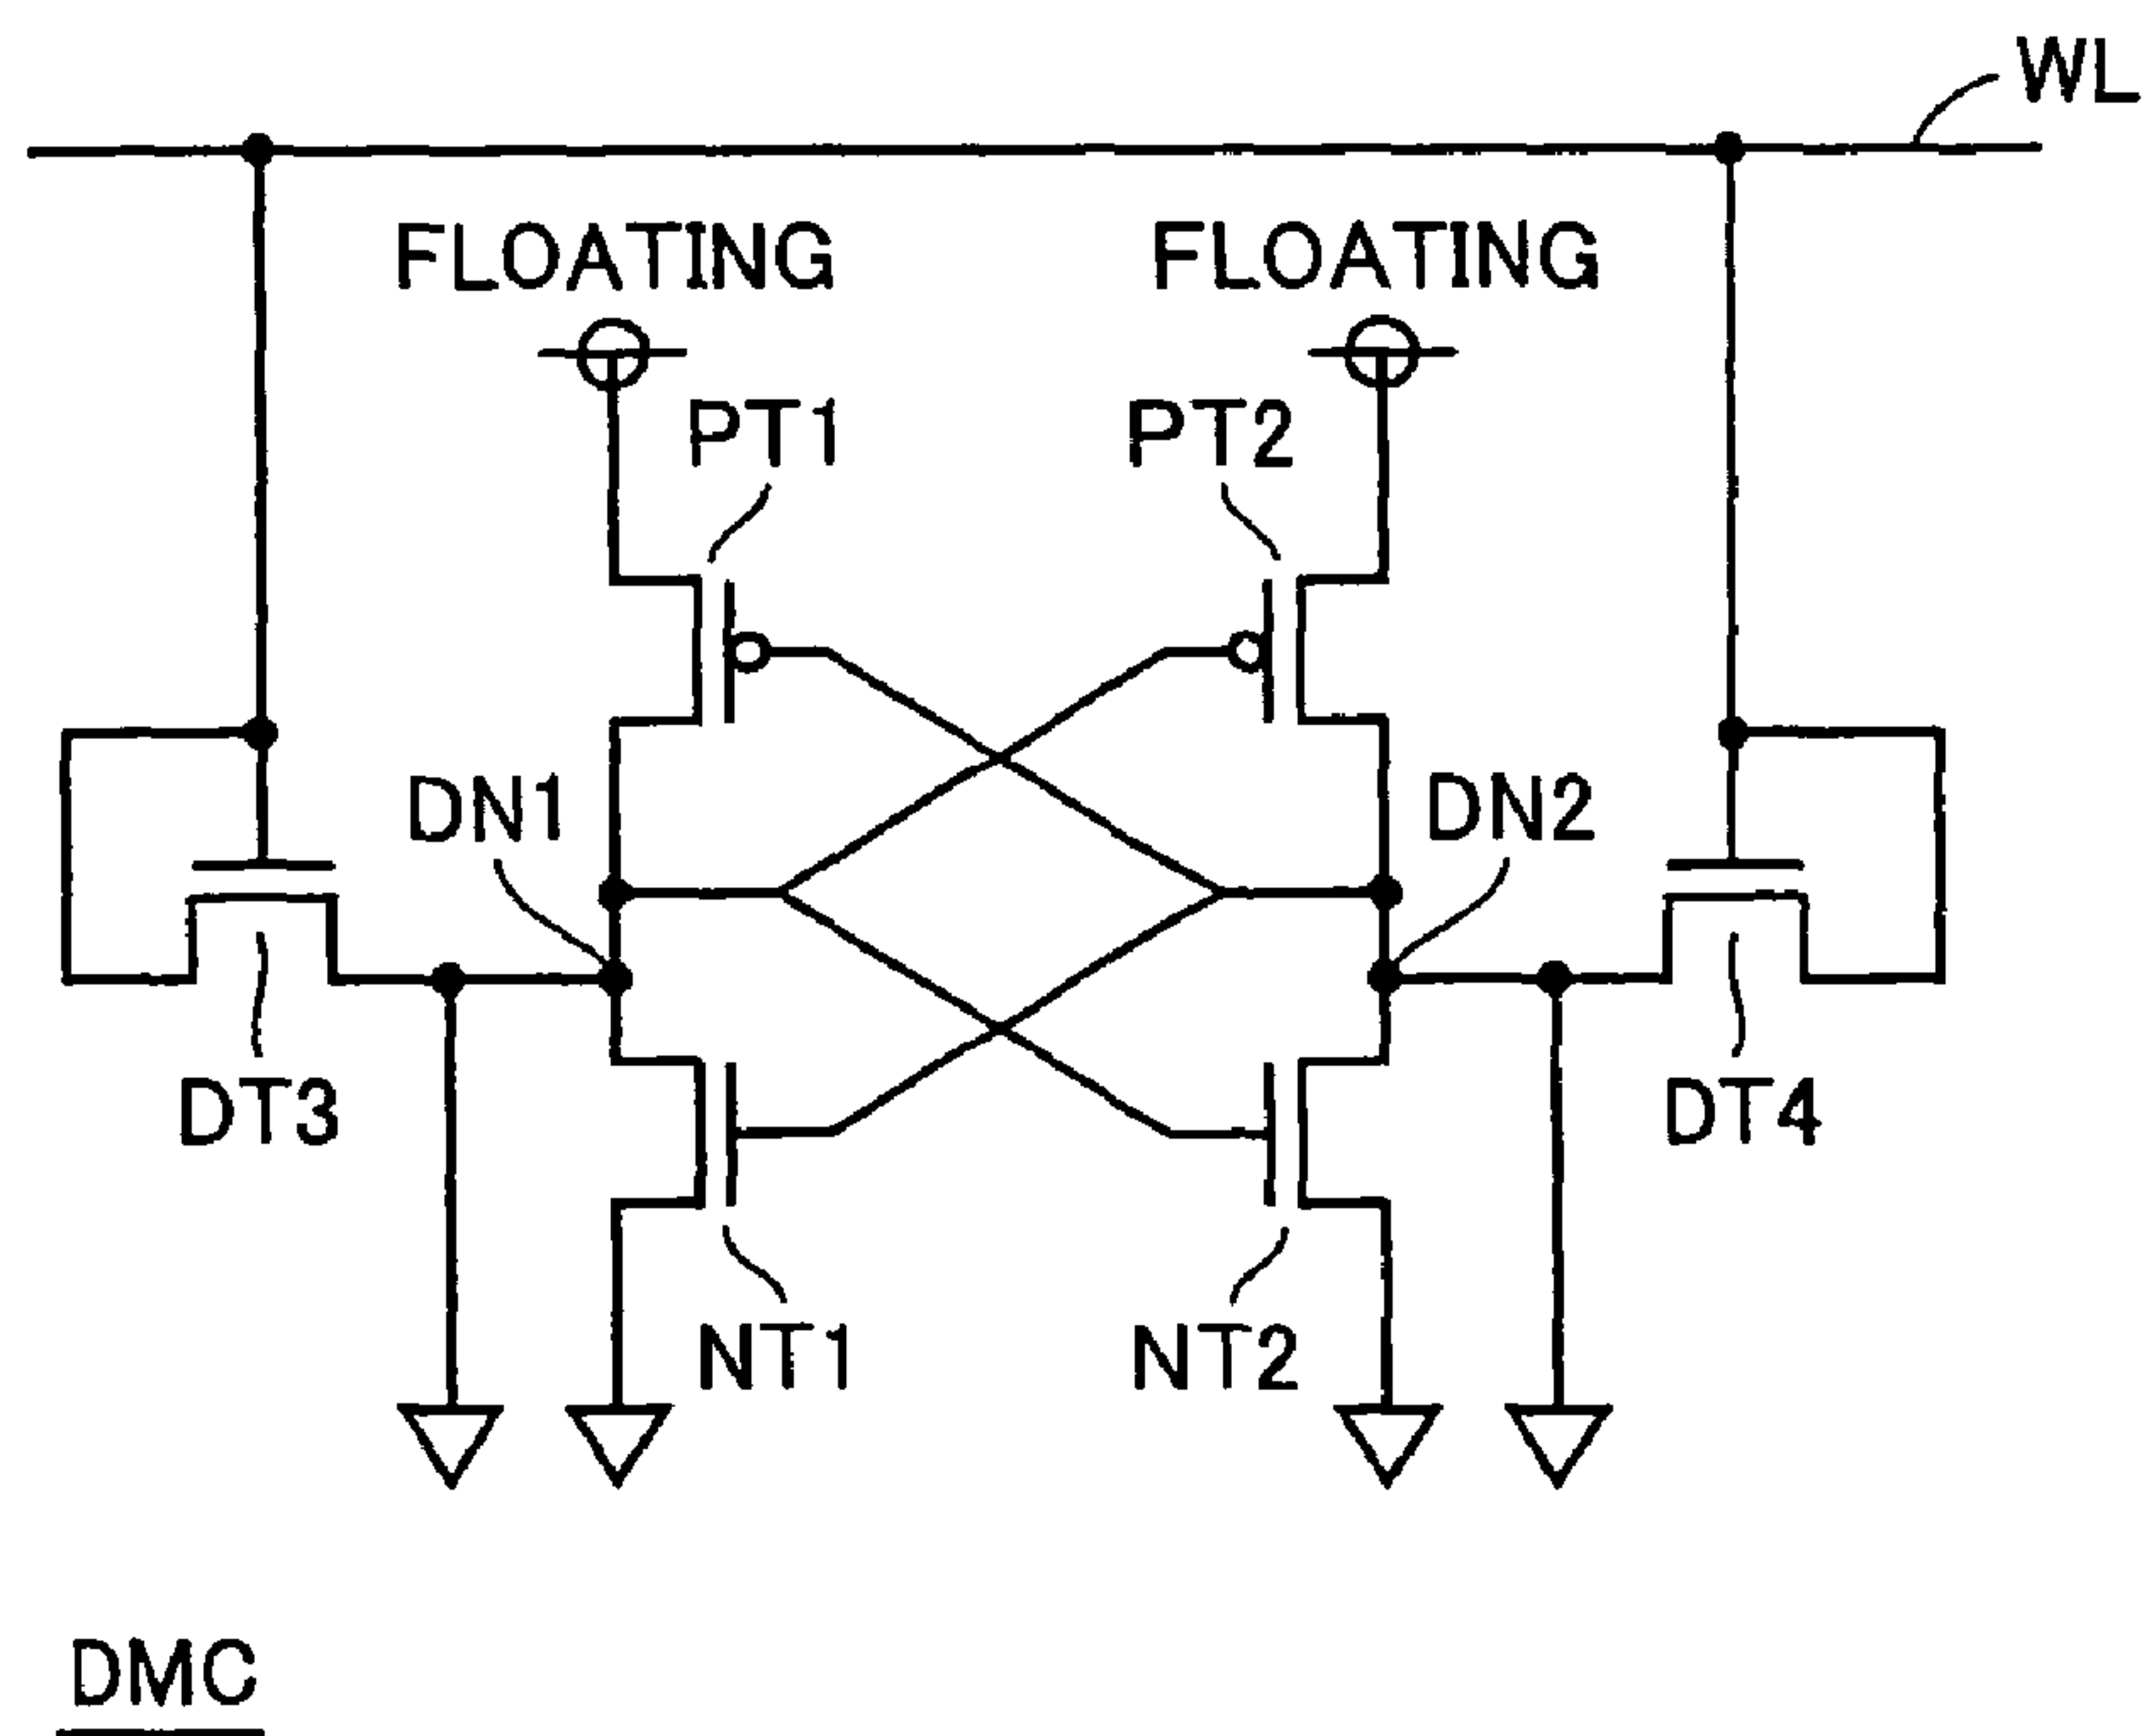 WL
FLOATING FLOATING
PT1 PT2
DN1 DN2
DT3 DT4
NT1 NT2
DMC